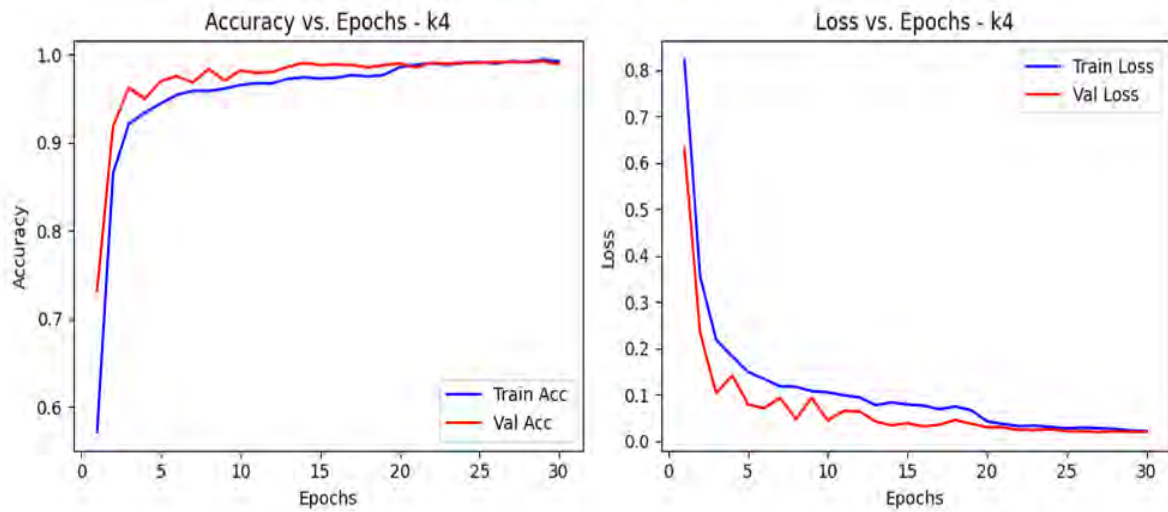 Accuracy vs. Epochs - k4
1.0
0.9
0.8
0.7
0.6
Accuracy
0 5 10 15 20 25 30
Epochs
Train Acc
Val Acc
Loss vs. Epochs - k4
0.8
0.7
0.6
0.5
0.4
0.3
0.2
0.1
0.0
Loss
0 5 10 15 20 25 30
Epochs
Train Loss
Val Loss